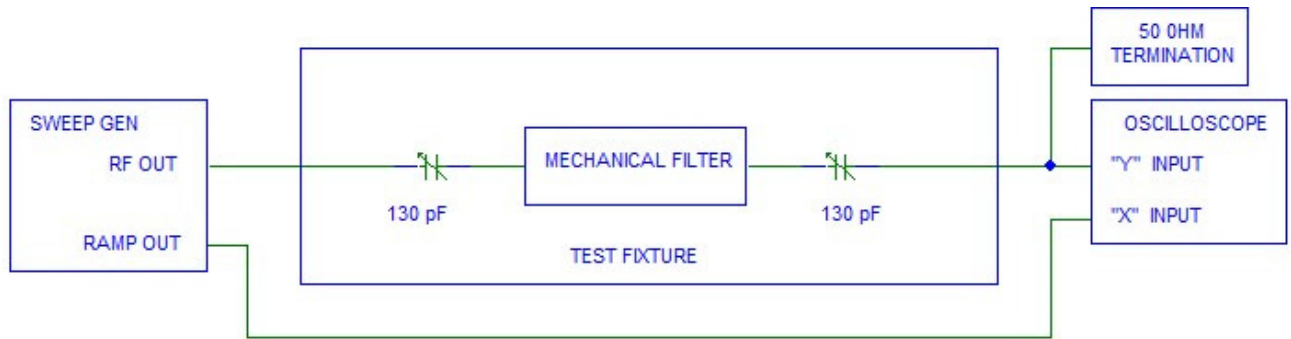 50 0HM
TERMINATION
SWEEP GEN
RF OUT
RAMP OUT
130 pF
MECHANICAL FILTER
130 pF
TEST FIXTURE
OSCILLOSCOPE
"Y" INPUT
"X" INPUT